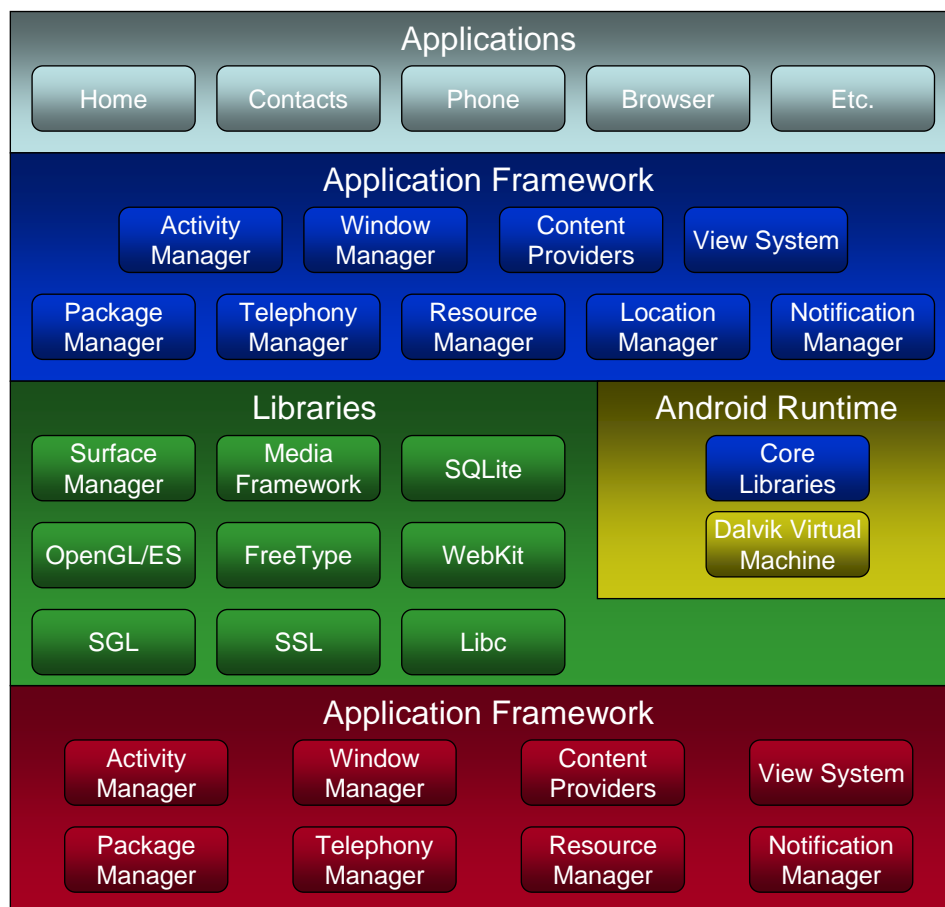 Applications
Home
Contacts
Phone
Browser
Etc.
Application Framework
Activity
Manager
Window
Manager
Content
Providers
View System
Package
Manager
Telephony
Manager
Resource
Manager
Location
Manager
Notification
Manager
Libraries
Surface
Manager
Media
Framework
SQLite
OpenGL/ES
FreeType
WebKit
SGL
SSL
Libc
Android Runtime
Core
Libraries
Dalvik Virtual
Machine
Application Framework
Activity
Manager
Window
Manager
Content
Providers
View System
Package
Manager
Telephony
Manager
Resource
Manager
Notification
Manager